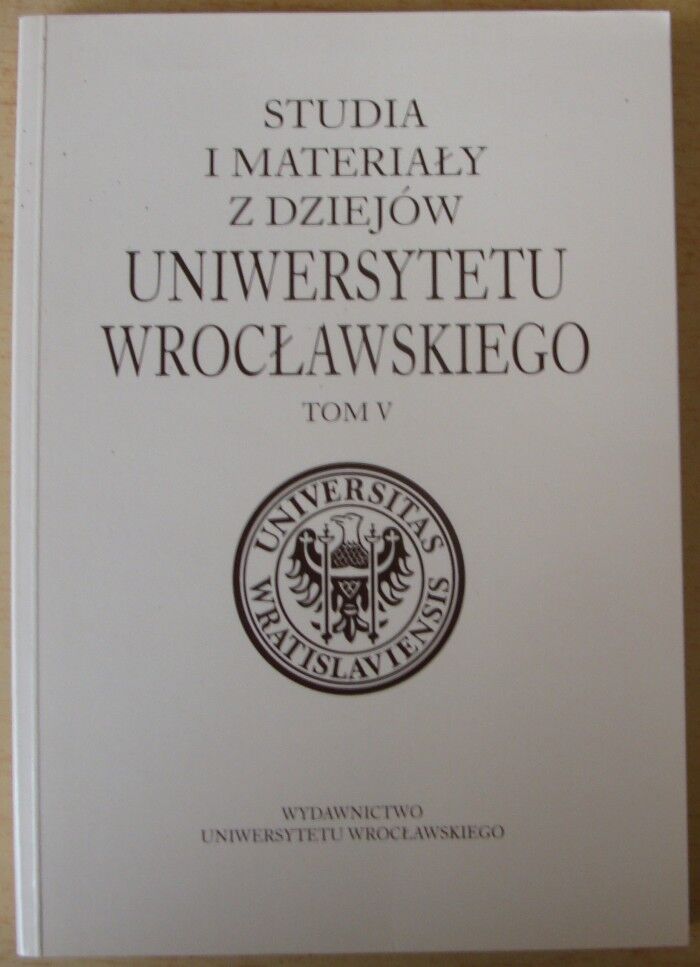 STUDIA
I MATERIAŁY
Z DZIEJÓW
UNIWERSYTETU
WROCŁAWSKIEGO
TOM V
UNIVERSITAS
WRATISLAVIENSIS
WYDAWNICTWO
UNIWERSYTETU WROCŁAWSKIEGO